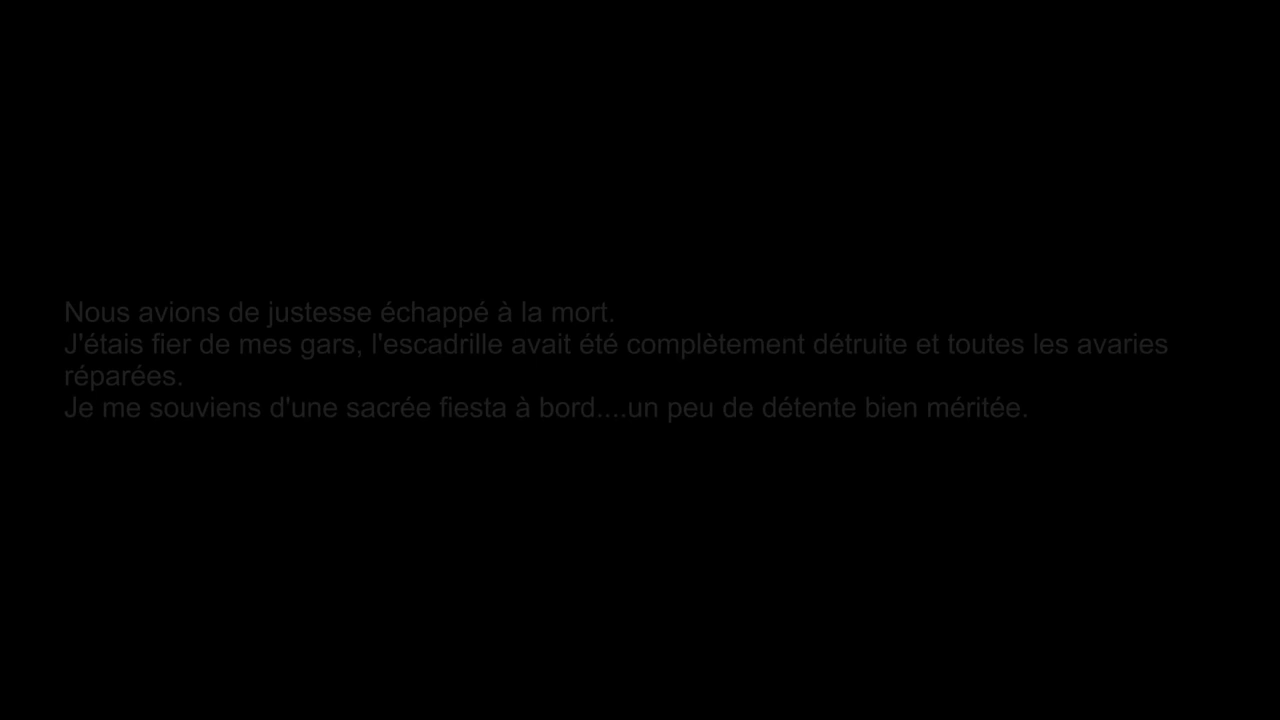 Nous avions de justesse échappé à la mort.
J'étais fier de mes gars, l'escadrille avait été complètement détruite et toutes les avaries
réparées.
Je me souviens d'une sacrée fiesta à bord....un peu de détente bien méritée.